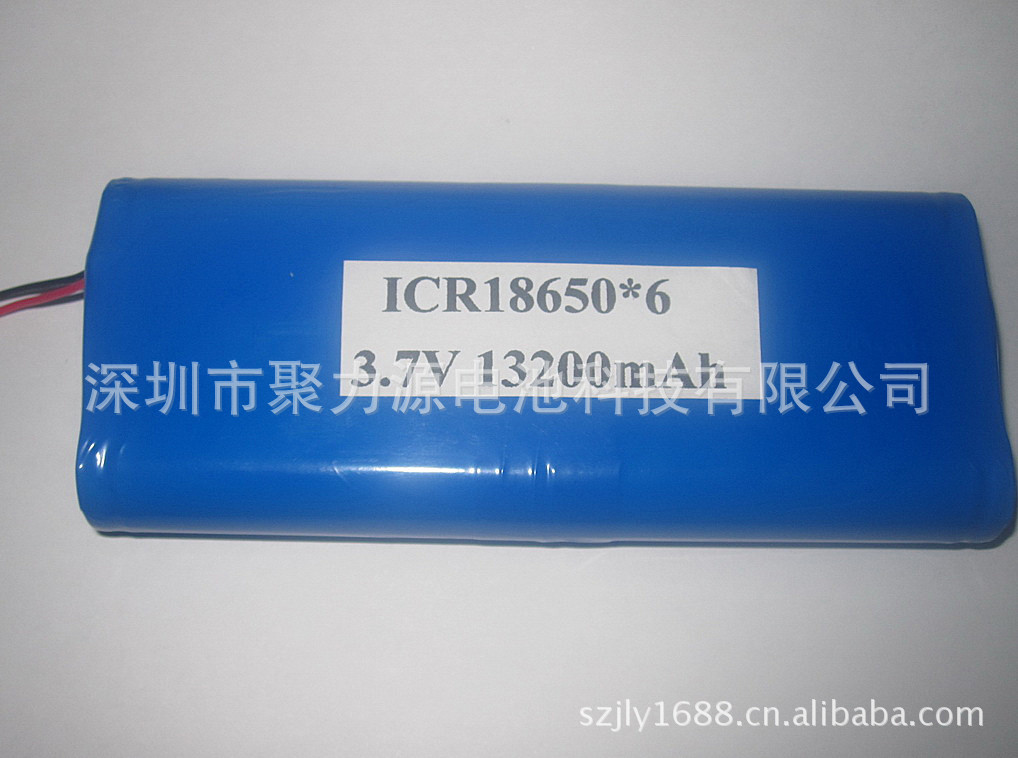 ICR18650*6
3.7V 13200mAh
深圳市聚力源电池科技有限公司
szjly1688.cn.alibaba.com